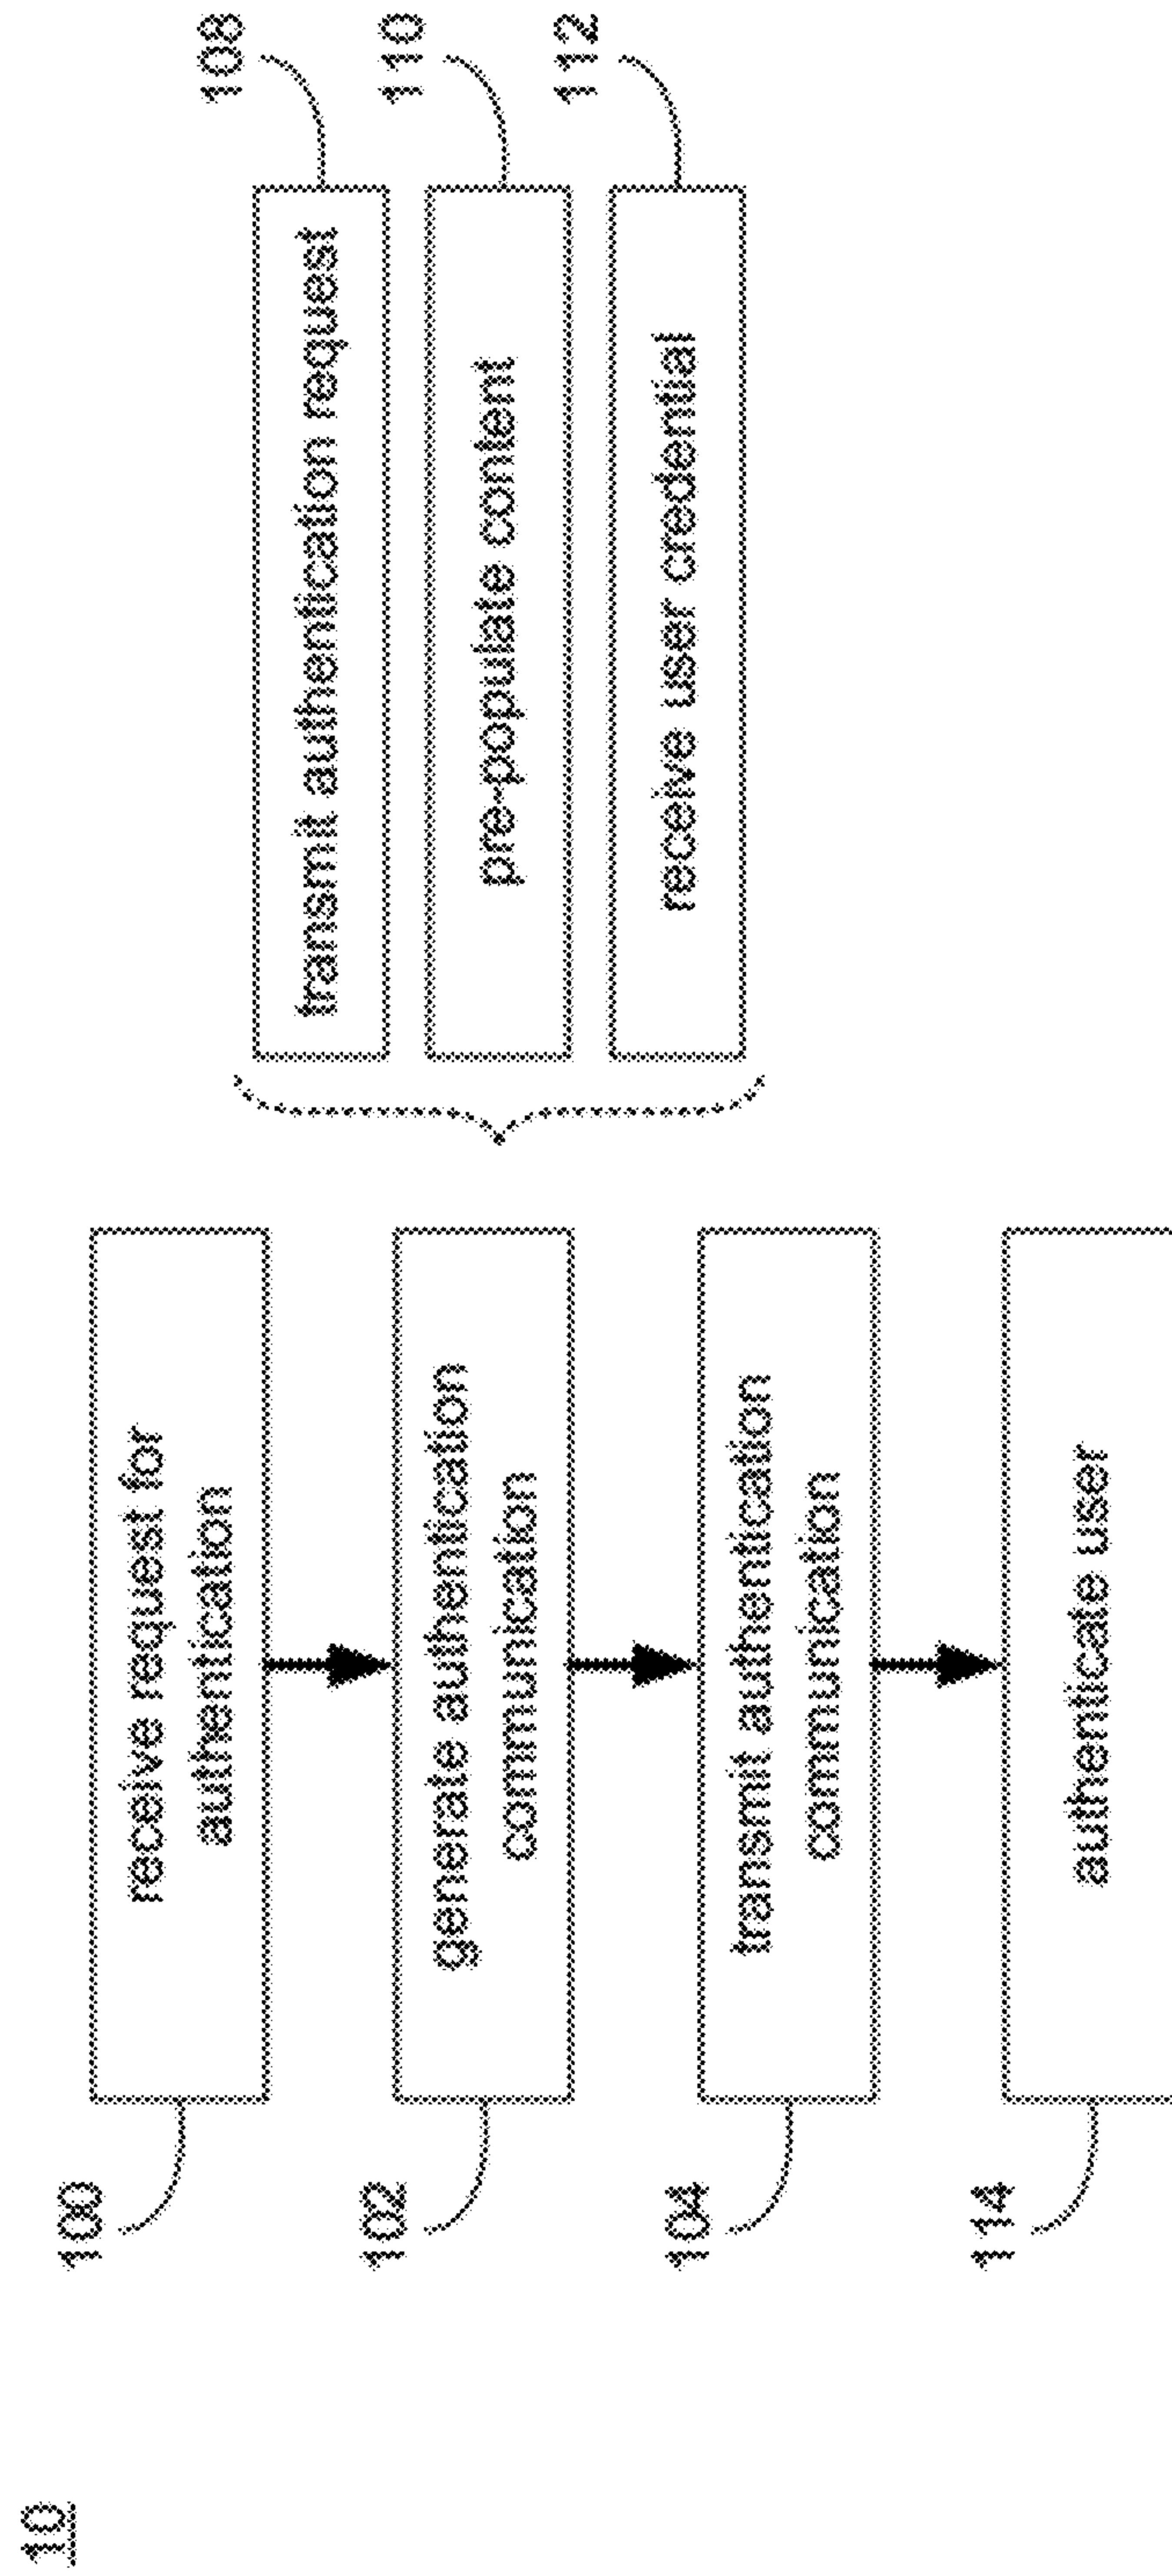 10
100
receive request for
authentication
102
generate authentication
communication
104
transmit authentication
communication
114
authenticate user
transmit authentication request
108
pre-populate content
110
receive user credential
112